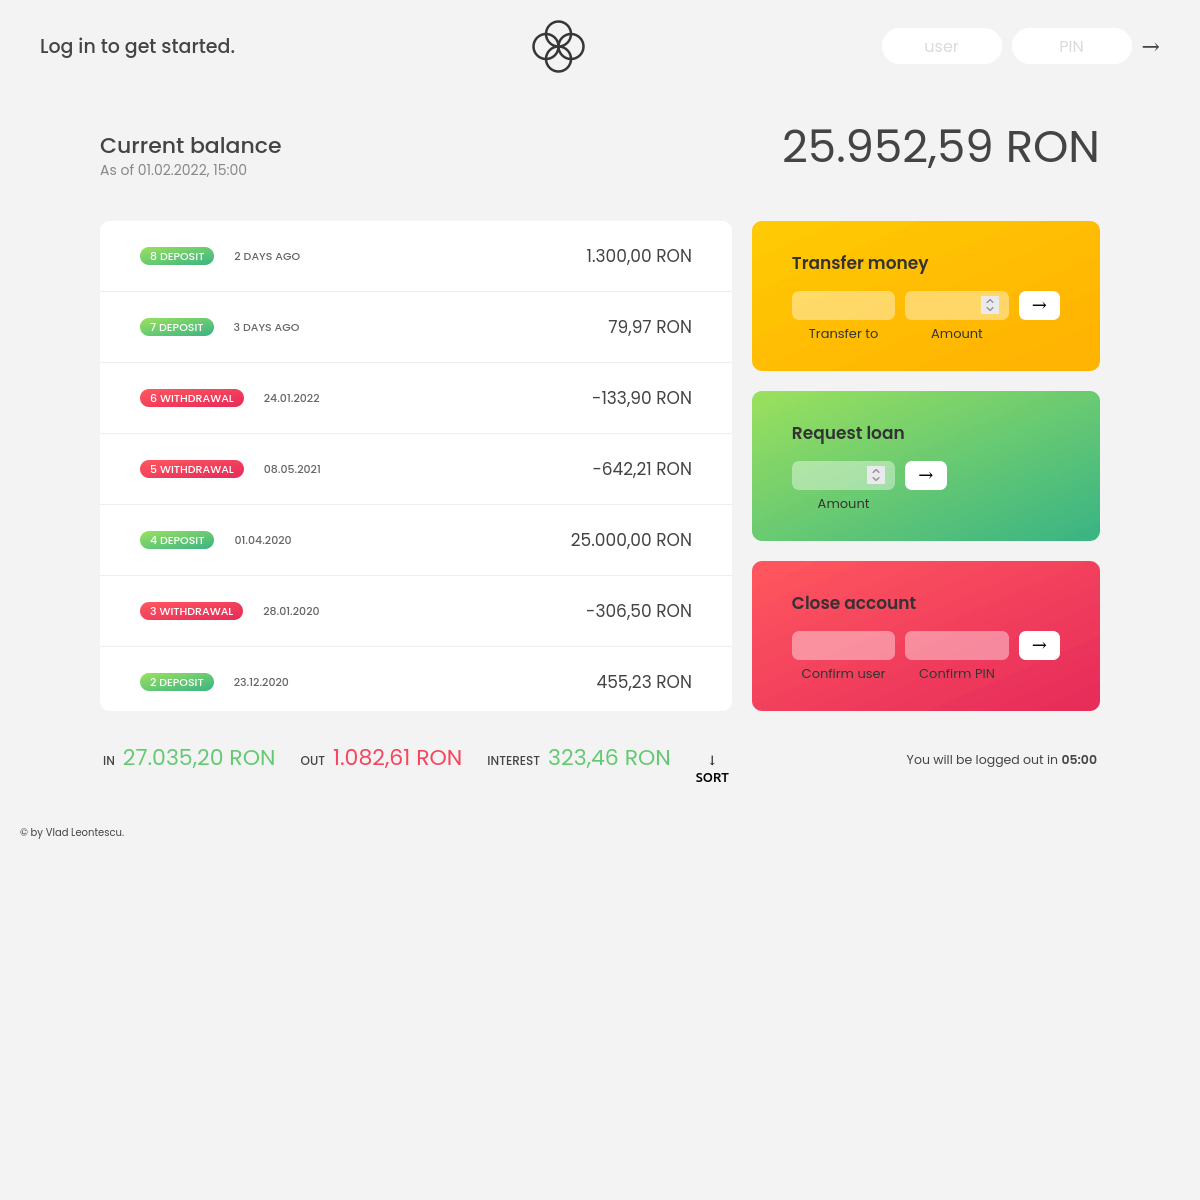 Log in to get started.
user
PIN
→
Current balance
As of 01.02.2022, 15:00
25.952,59 RON
8 DEPOSIT
2 DAYS AGO
1.300,00 RON
7 DEPOSIT
3 DAYS AGO
79,97 RON
6 WITHDRAWAL
24.01.2022
-133,90 RON
5 WITHDRAWAL
08.05.2021
-642,21 RON
4 DEPOSIT
01.04.2020
25.000,00 RON
3 WITHDRAWAL
28.01.2020
-306,50 RON
2 DEPOSIT
23.12.2020
455,23 RON
Transfer money
→
Transfer to
Amount
Request loan
→
Amount
Close account
→
Confirm user
Confirm PIN
IN 27.035,20 RON
OUT 1.082,61 RON
INTEREST 323,46 RON
↓
SORT
You will be logged out in 05:00
© by Vlad Leontescu.